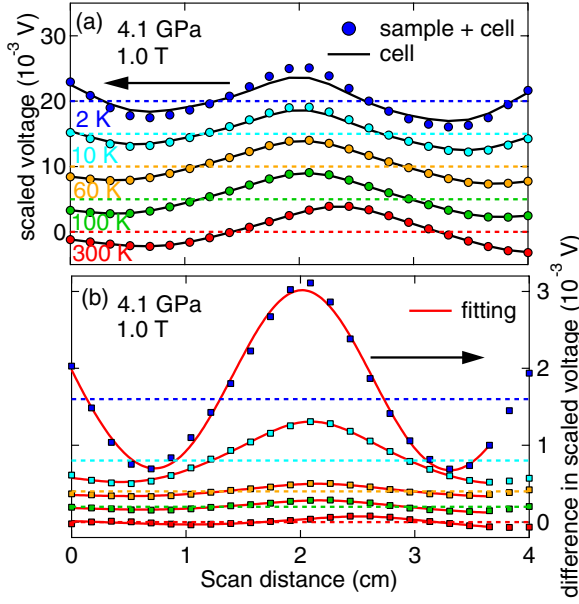 (a) 4.1 GPa
1.0 T
sample + cell
cell
scaled voltage (10⁻³ V)
30
20
10
0
2 K
10 K
60 K
100 K
300 K
(b) 4.1 GPa
1.0 T
fitting
difference in scaled voltage (10⁻³ V)
3
2
1
0
0 1 2 3 4
Scan distance (cm)